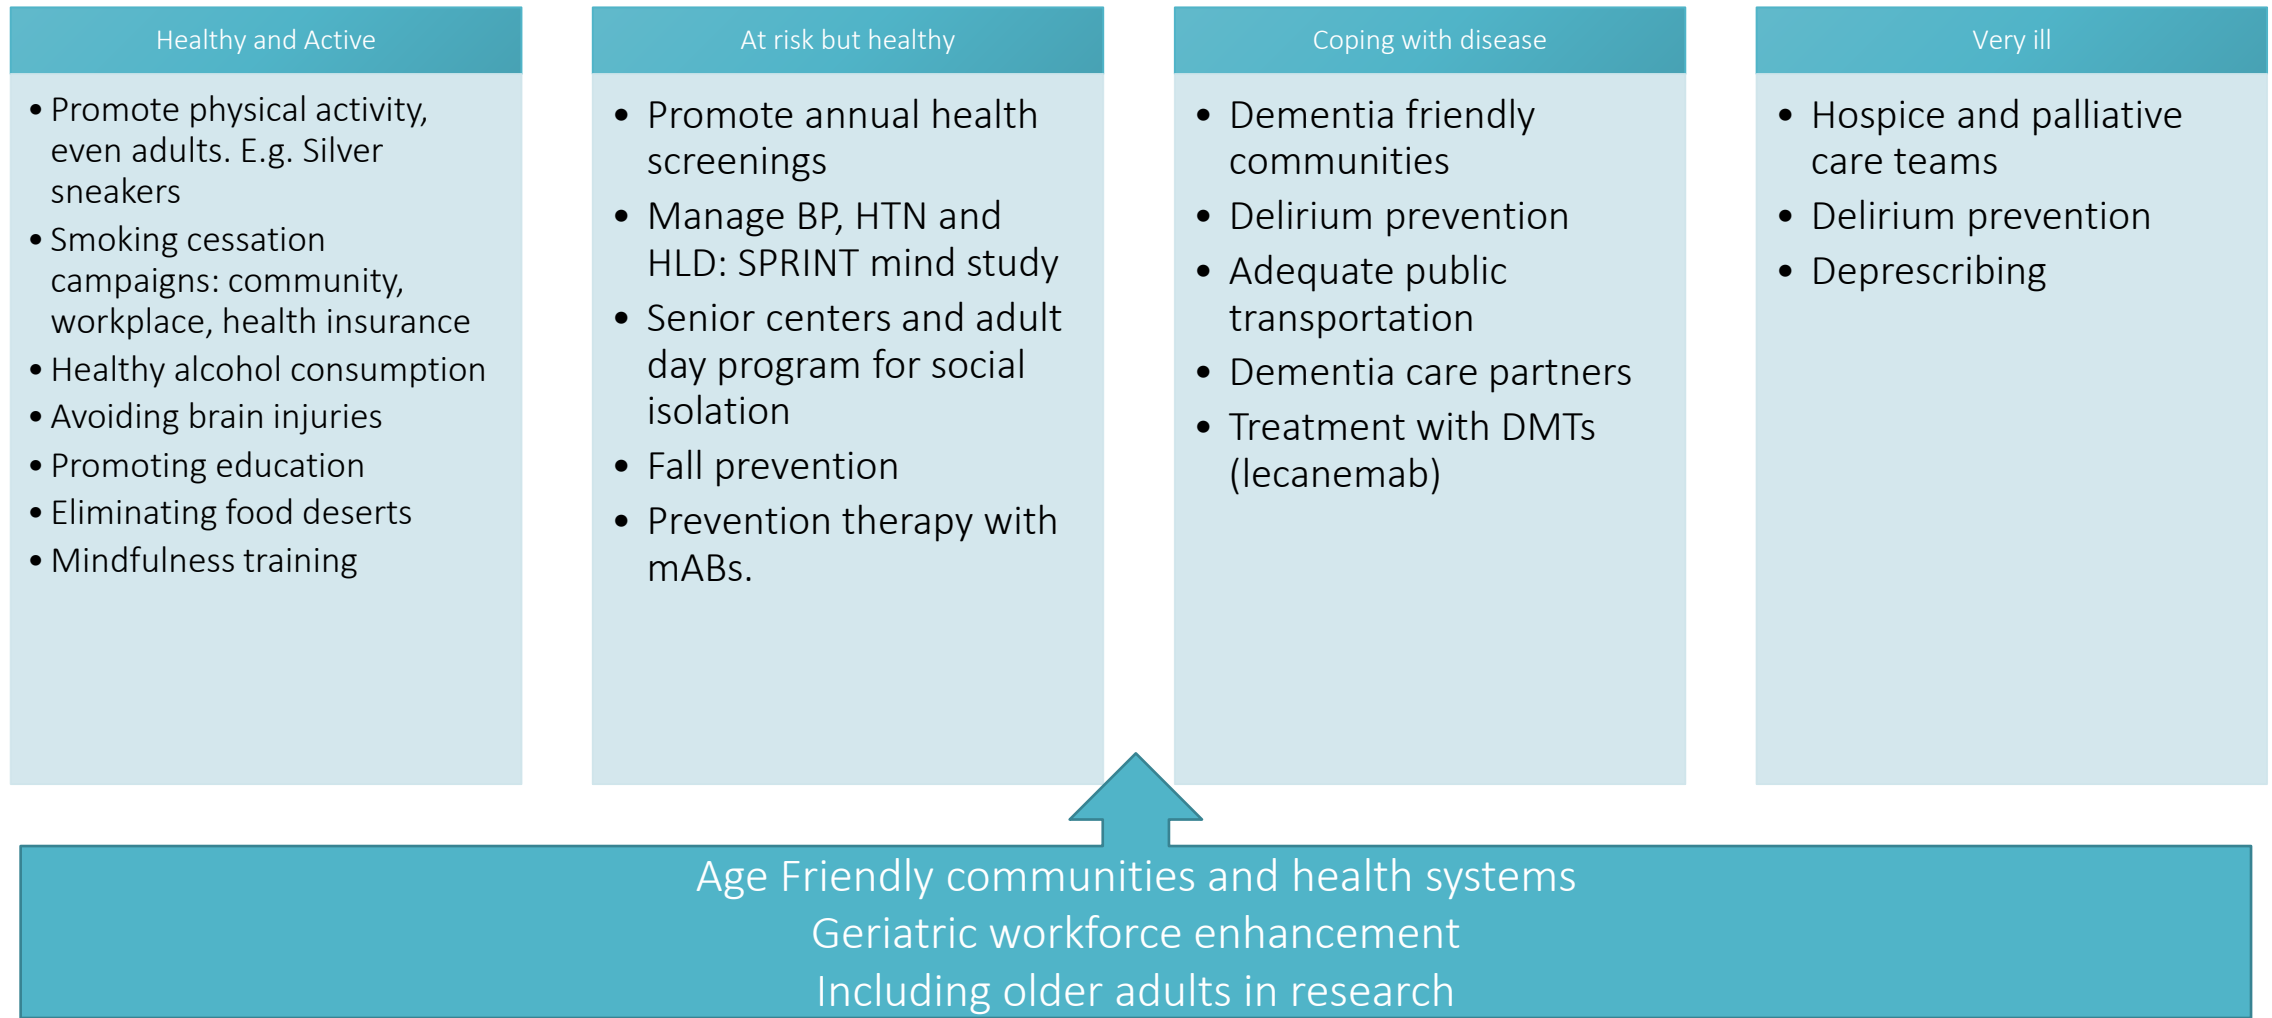 Healthy and Active
• Promote physical activity,
even adults. E.g. Silver
sneakers
• Smoking cessation
campaigns: community,
workplace, health insurance
• Healthy alcohol consumption
• Avoiding brain injuries
• Promoting education
• Eliminating food deserts
• Mindfulness training
At risk but healthy
• Promote annual health
screenings
• Manage BP, HTN and
HLD: SPRINT mind study
• Senior centers and adult
day program for social
isolation
• Fall prevention
• Prevention therapy with
mABs.
Coping with disease
• Dementia friendly
communities
• Delirium prevention
• Adequate public
transportation
• Dementia care partners
• Treatment with DMTs
(lecanemab)
Very ill
• Hospice and palliative
care teams
• Delirium prevention
• Deprescribing
Age Friendly communities and health systems
Geriatric workforce enhancement
Including older adults in research